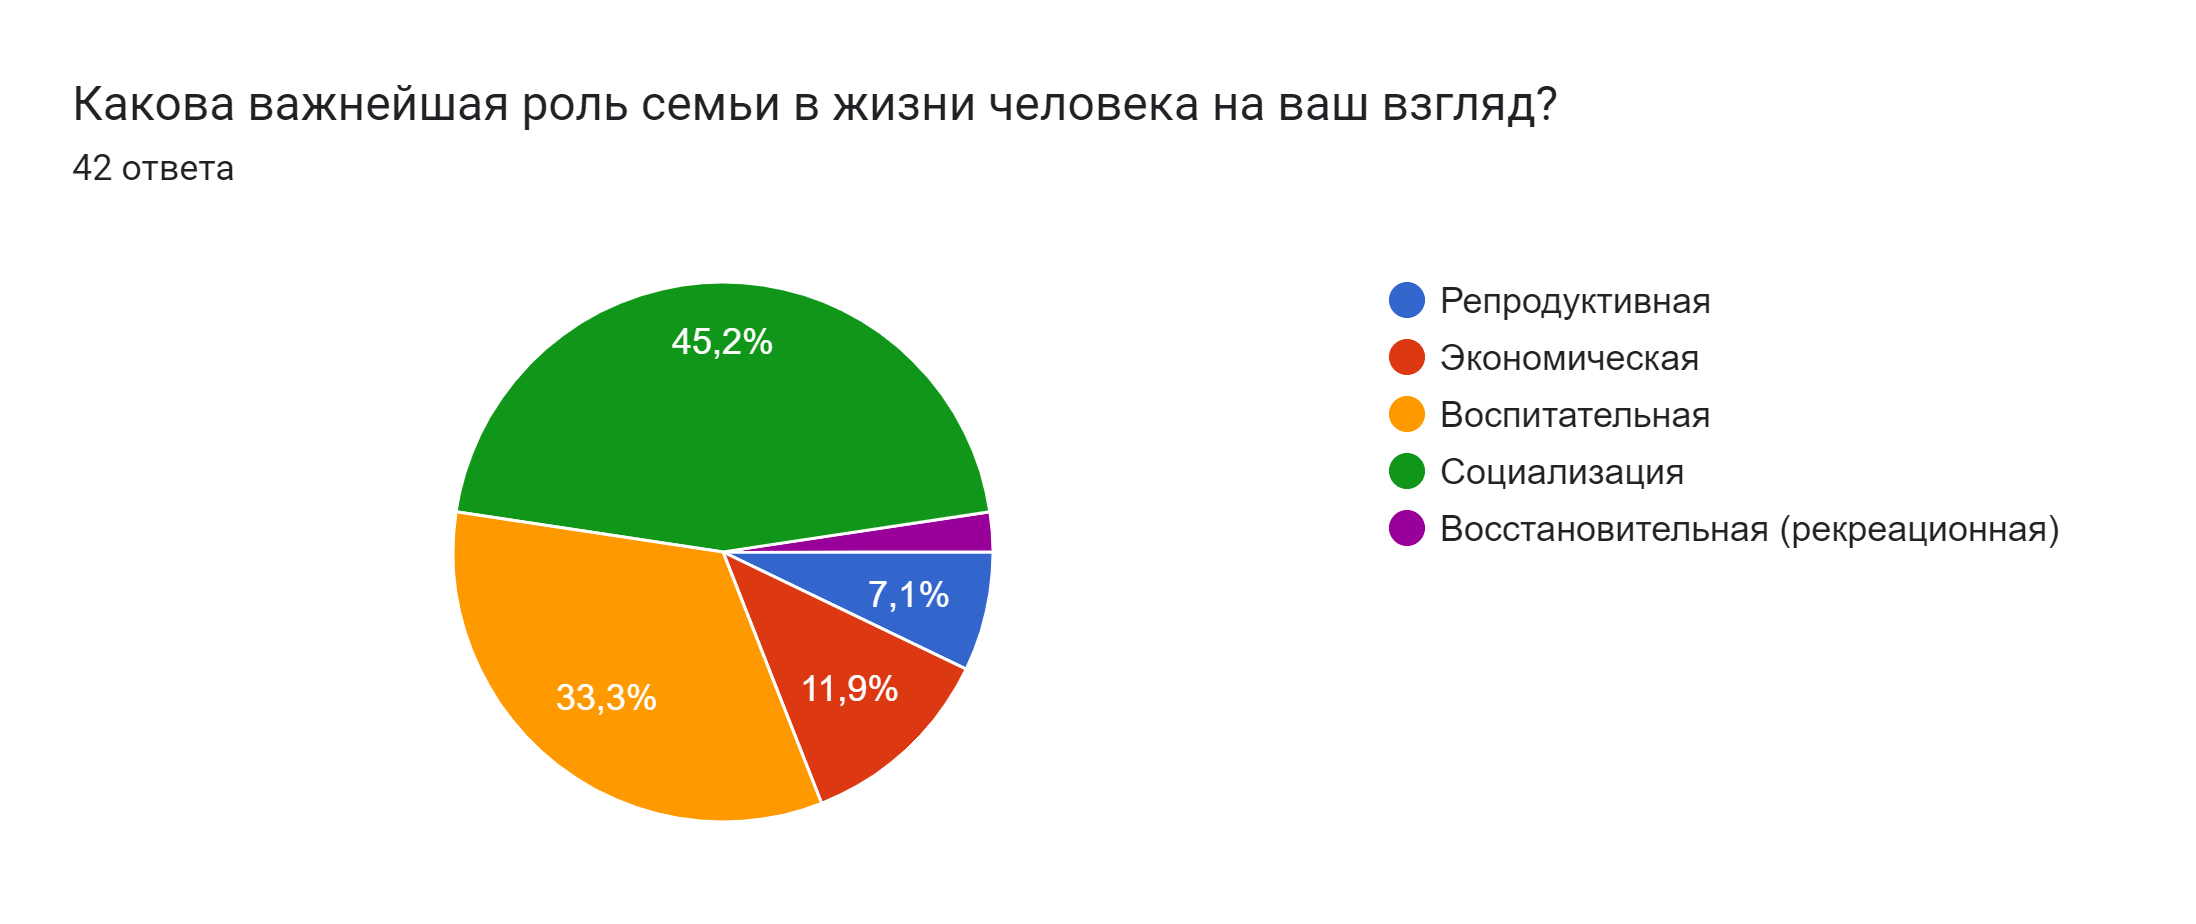 Какова важнейшая роль семьи в жизни человека на ваш взгляд?
42 ответа
45,2%
7,1%
11,9%
33,3%
Репродуктивная
Экономическая
Воспитательная
Социализация
Восстановительная (рекреационная)